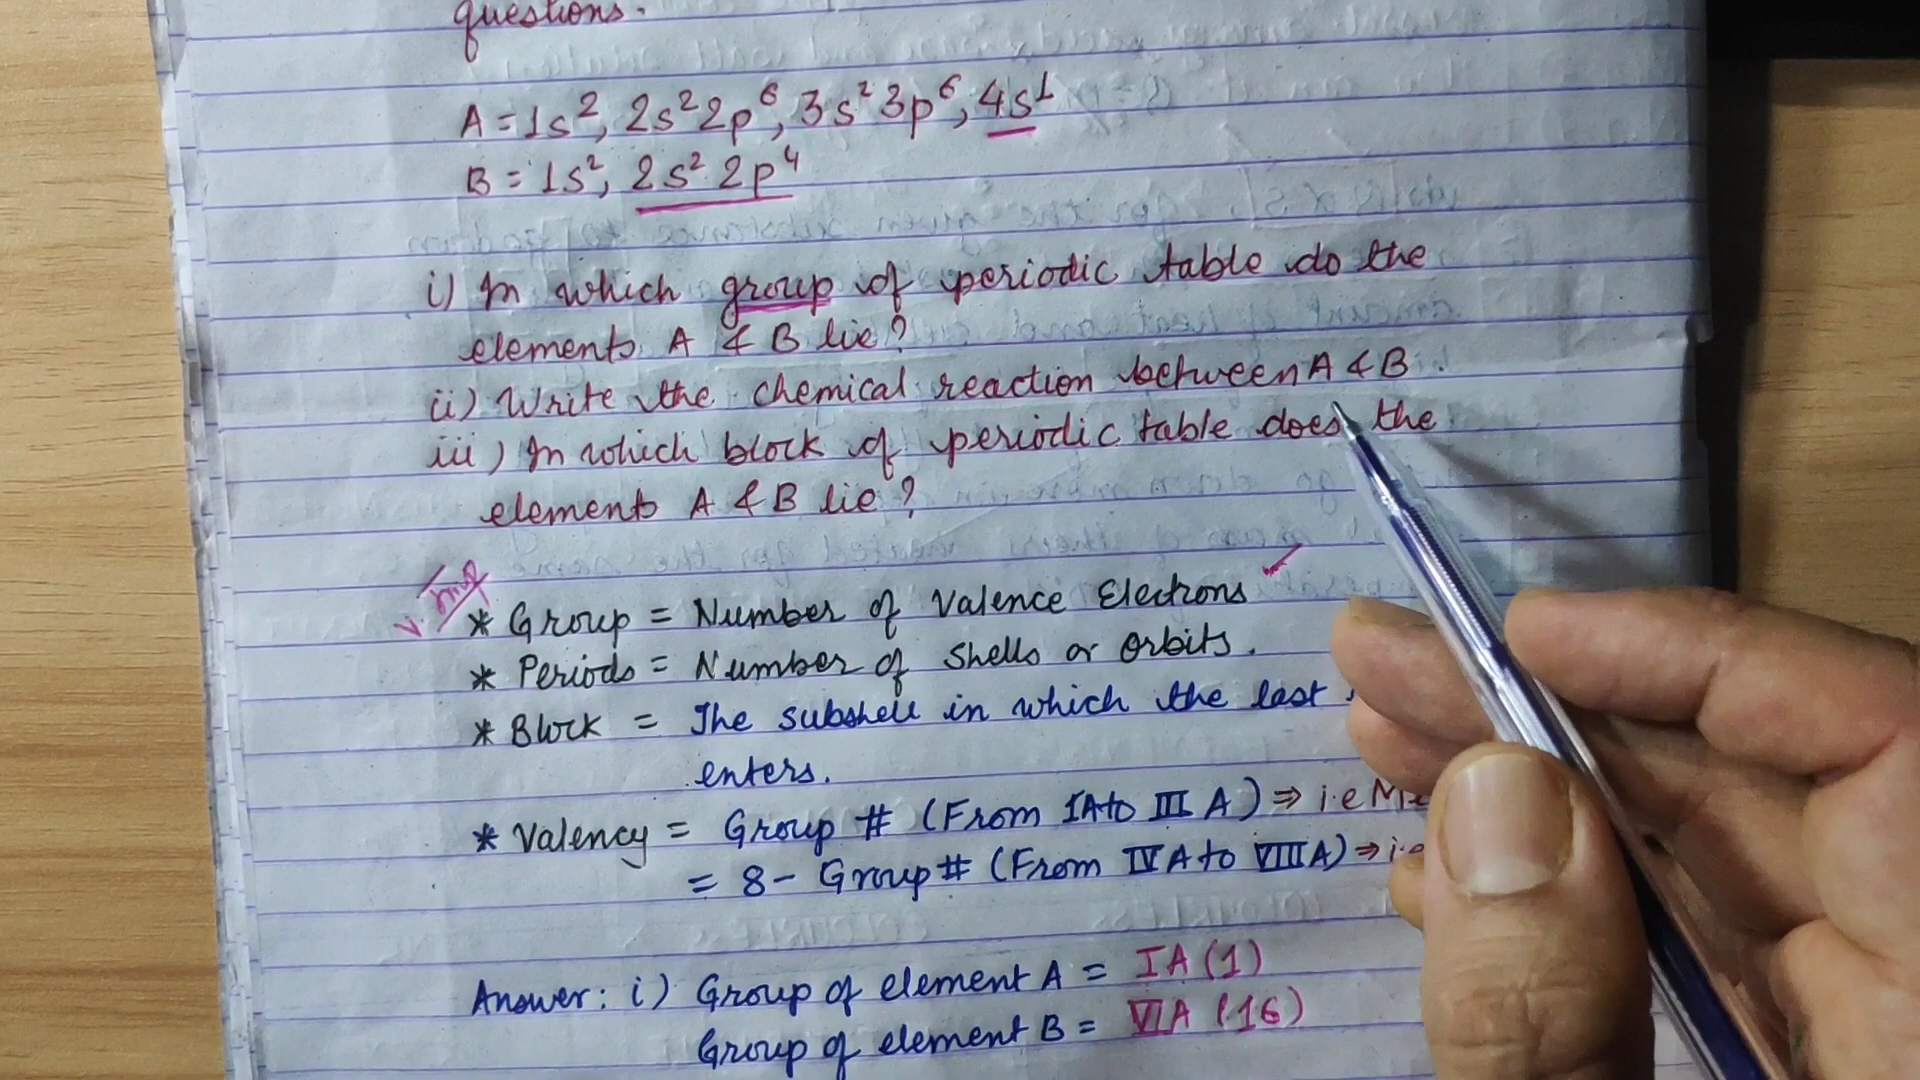 questions.
A = 1s², 2s² 2p⁶, 3s² 3p⁶, 4s¹
B = 1s², 2s² 2p⁴
i) In which group of periodic table do the
elements A & B lie?
ii) Write the chemical reaction between A & B.
iii) In which block of periodic table does the
elements A & B lie?
Imp
* Group = Number of Valence Electrons ✓
* Periods = Number of shells or orbits.
* Block = The subshell in which the last
enters.
* Valency = Group # (From IA to III A) ⇒ i.e
= 8 - Group # (From IV A to VIII A) ⇒ i.e
Answer: i) Group of element A = IA (1)
Group of element B = VIA (16)